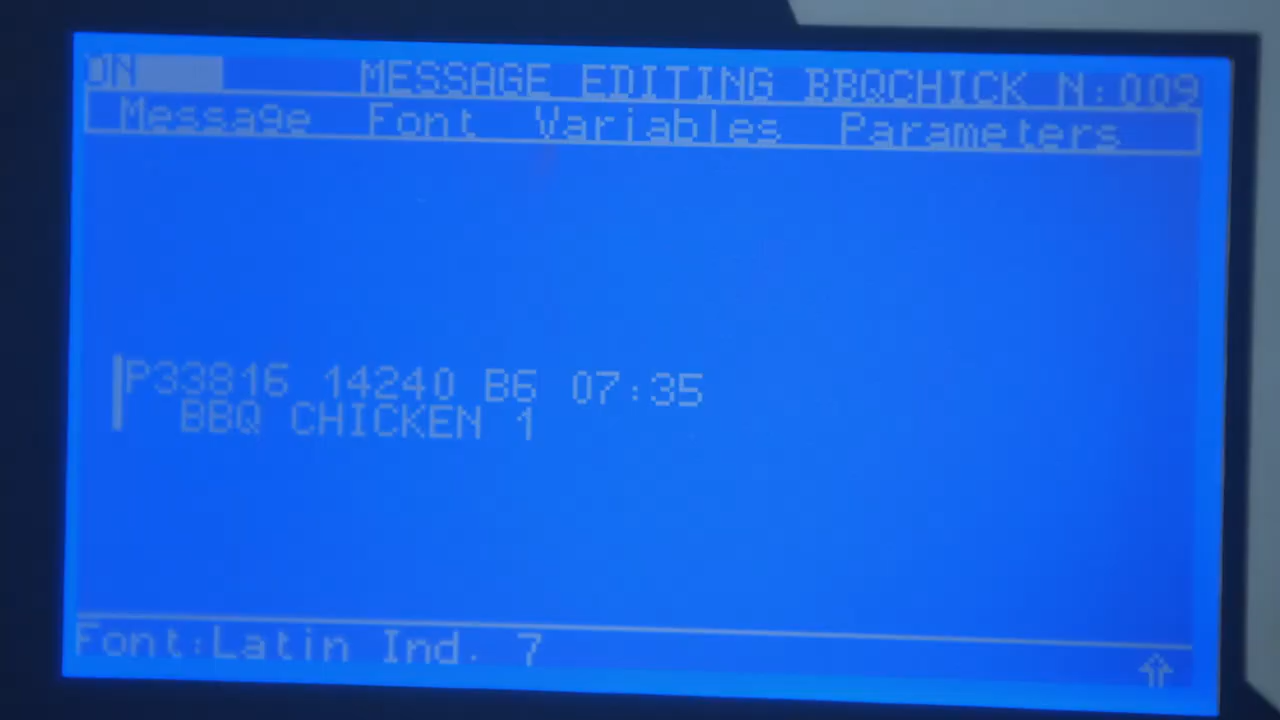 ON MESSAGE EDITING BBQCHICK N:009
Message Font Variables Parameters
P33816 14240 B6 07:35
BBQ CHICKEN 1
Font:Latin Ind. 7